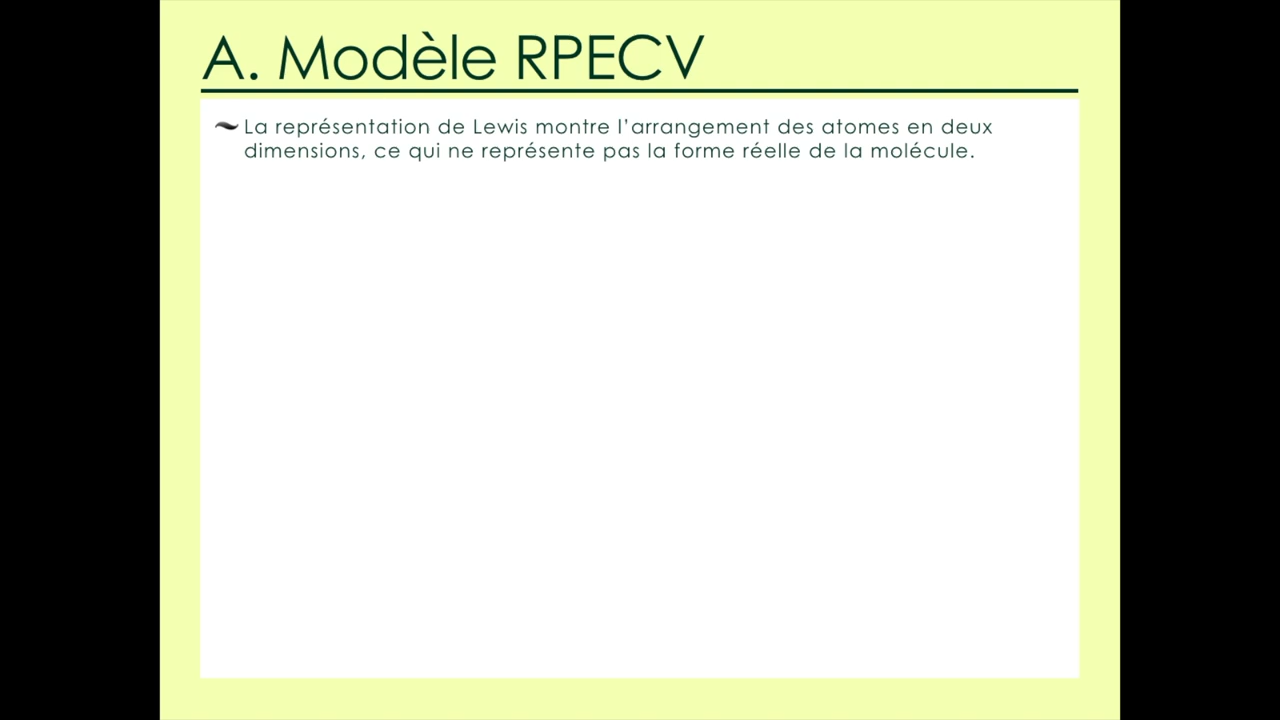 A. Modèle RPECV
La représentation de Lewis montre l’arrangement des atomes en deux
dimensions, ce qui ne représente pas la forme réelle de la molécule.